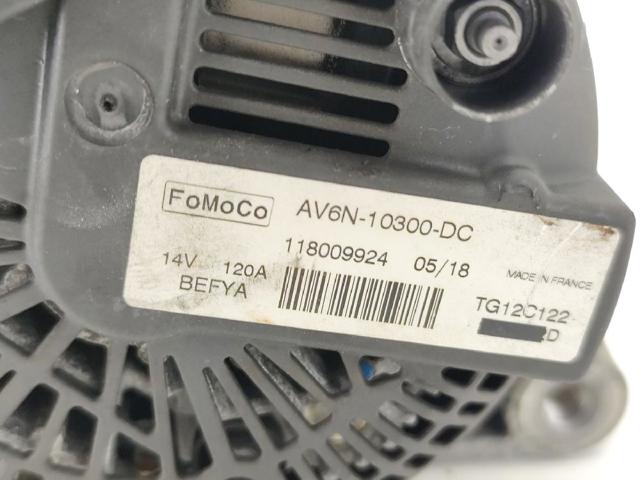 FoMoCo AV6N-10300-DC
118009924 05/18
14V 120A MADE IN FRANCE
BEFYA TG12C122
D